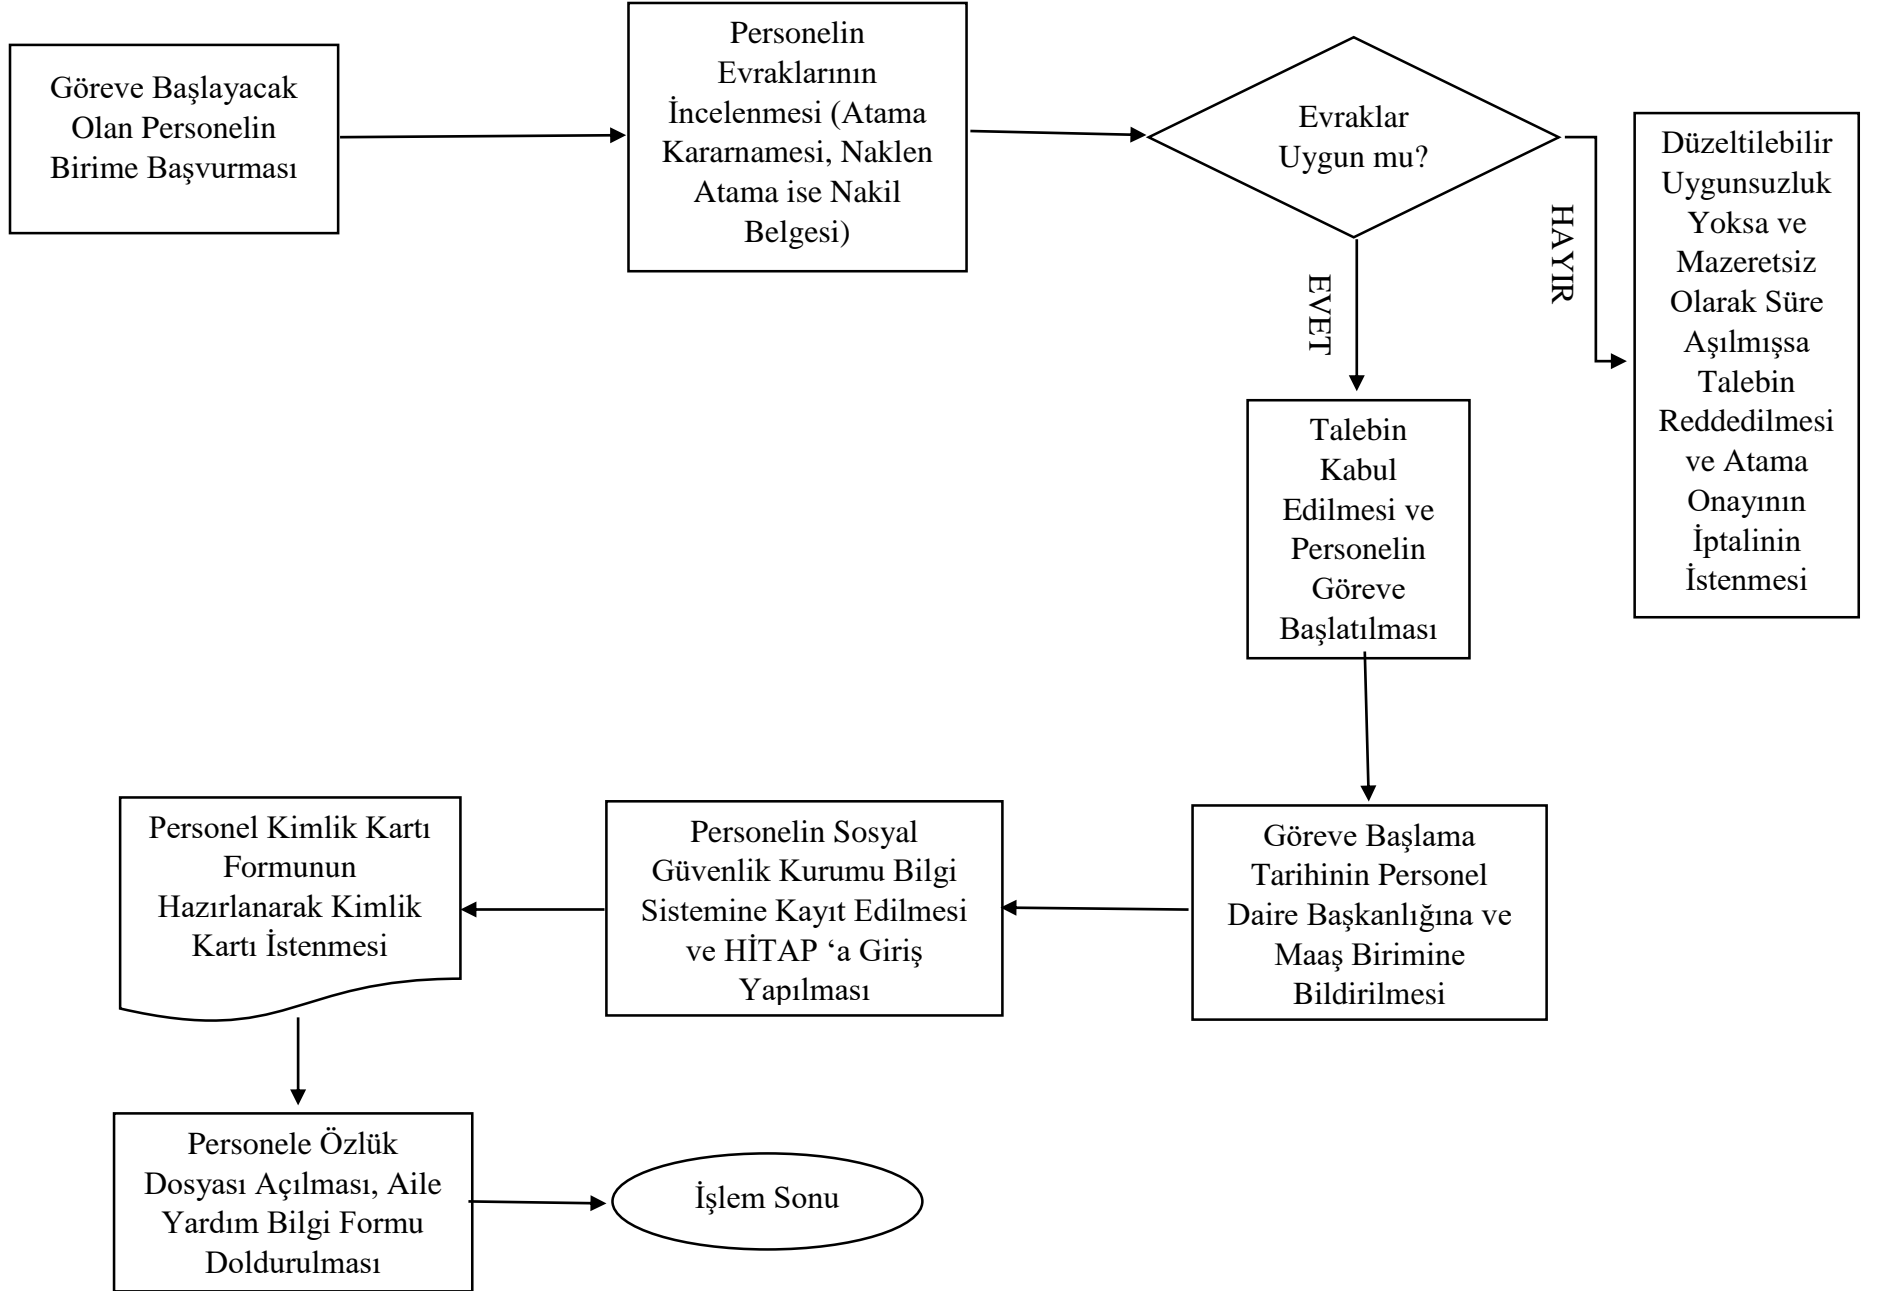 Göreve Başlayacak
Olan Personelin
Birime Başvurması
Personelin
Evraklarının
İncelenmesi (Atama
Kararnamesi, Naklen
Atama ise Nakil
Belgesi)
Evraklar
Uygun mu?
HAYIR
EVET
Düzeltilebilir
Uygunsuzluk
Yoksa ve
Mazeretsiz
Olarak Süre
Aşılmışsa
Talebin
Reddedilmesi
ve Atama
Onayının
İptalinin
İstenmesi
Talebin
Kabul
Edilmesi ve
Personelin
Göreve
Başlatılması
Göreve Başlama
Tarihinin Personel
Daire Başkanlığına ve
Maaş Birimine
Bildirilmesi
Personelin Sosyal
Güvenlik Kurumu Bilgi
Sistemine Kayıt Edilmesi
ve HİTAP ‘a Giriş
Yapılması
Personel Kimlik Kartı
Formunun
Hazırlanarak Kimlik
Kartı İstenmesi
Personele Özlük
Dosyası Açılması, Aile
Yardım Bilgi Formu
Doldurulması
İşlem Sonu